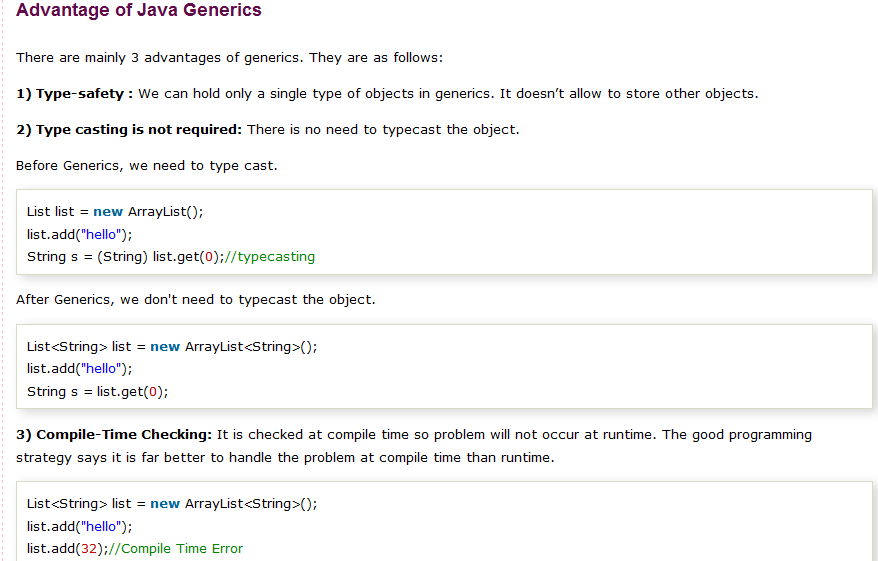 Advantage of Java Generics
There are mainly 3 advantages of generics. They are as follows:
1) Type-safety : We can hold only a single type of objects in generics. It doesn’t allow to store other objects.
2) Type casting is not required: There is no need to typecast the object.
Before Generics, we need to type cast.
List list = new ArrayList();
list.add("hello");
String s = (String) list.get(0);//typecasting
After Generics, we don't need to typecast the object.
List<String> list = new ArrayList<String>();
list.add("hello");
String s = list.get(0);
3) Compile-Time Checking: It is checked at compile time so problem will not occur at runtime. The good programming
strategy says it is far better to handle the problem at compile time than runtime.
List<String> list = new ArrayList<String>();
list.add("hello");
list.add(32);//Compile Time Error